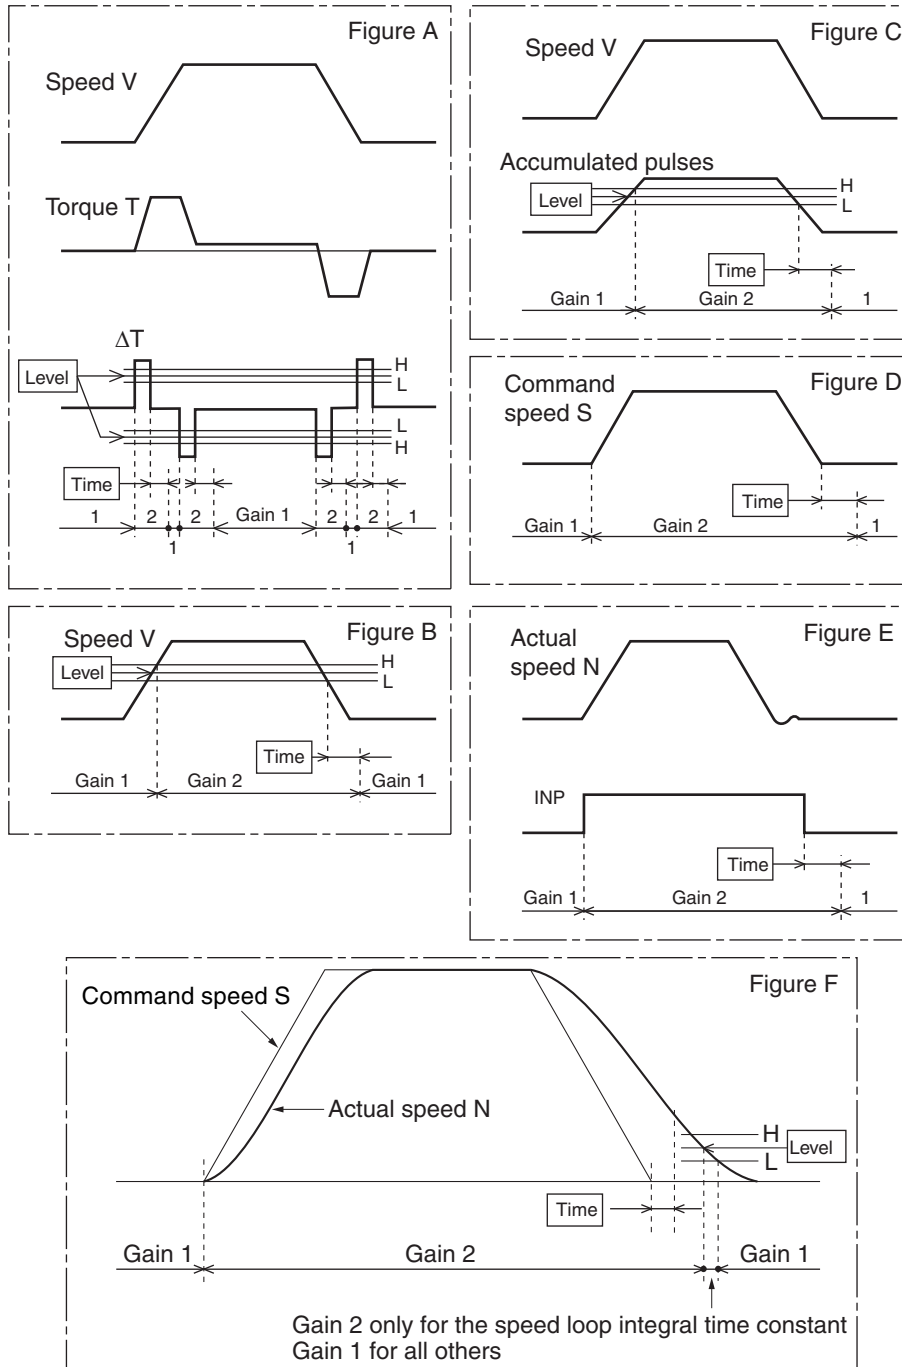 Figure A
Speed V
Torque T
ΔT
Level
H
L
L
H
Time
1
2
2
Gain 1
2
2
1
1
1
Figure B
Speed V
Level
H
L
Time
Gain 1
Gain 2
Gain 1
Figure C
Speed V
Accumulated pulses
Level
H
L
Time
Gain 1
Gain 2
1
Figure D
Command
speed S
Time
Gain 1
Gain 2
1
Figure E
Actual
speed N
INP
Time
Gain 1
Gain 2
1
Figure F
Command speed S
Actual speed N
H
Level
L
Time
Gain 1
Gain 2
Gain 1
Gain 2 only for the speed loop integral time constant
Gain 1 for all others